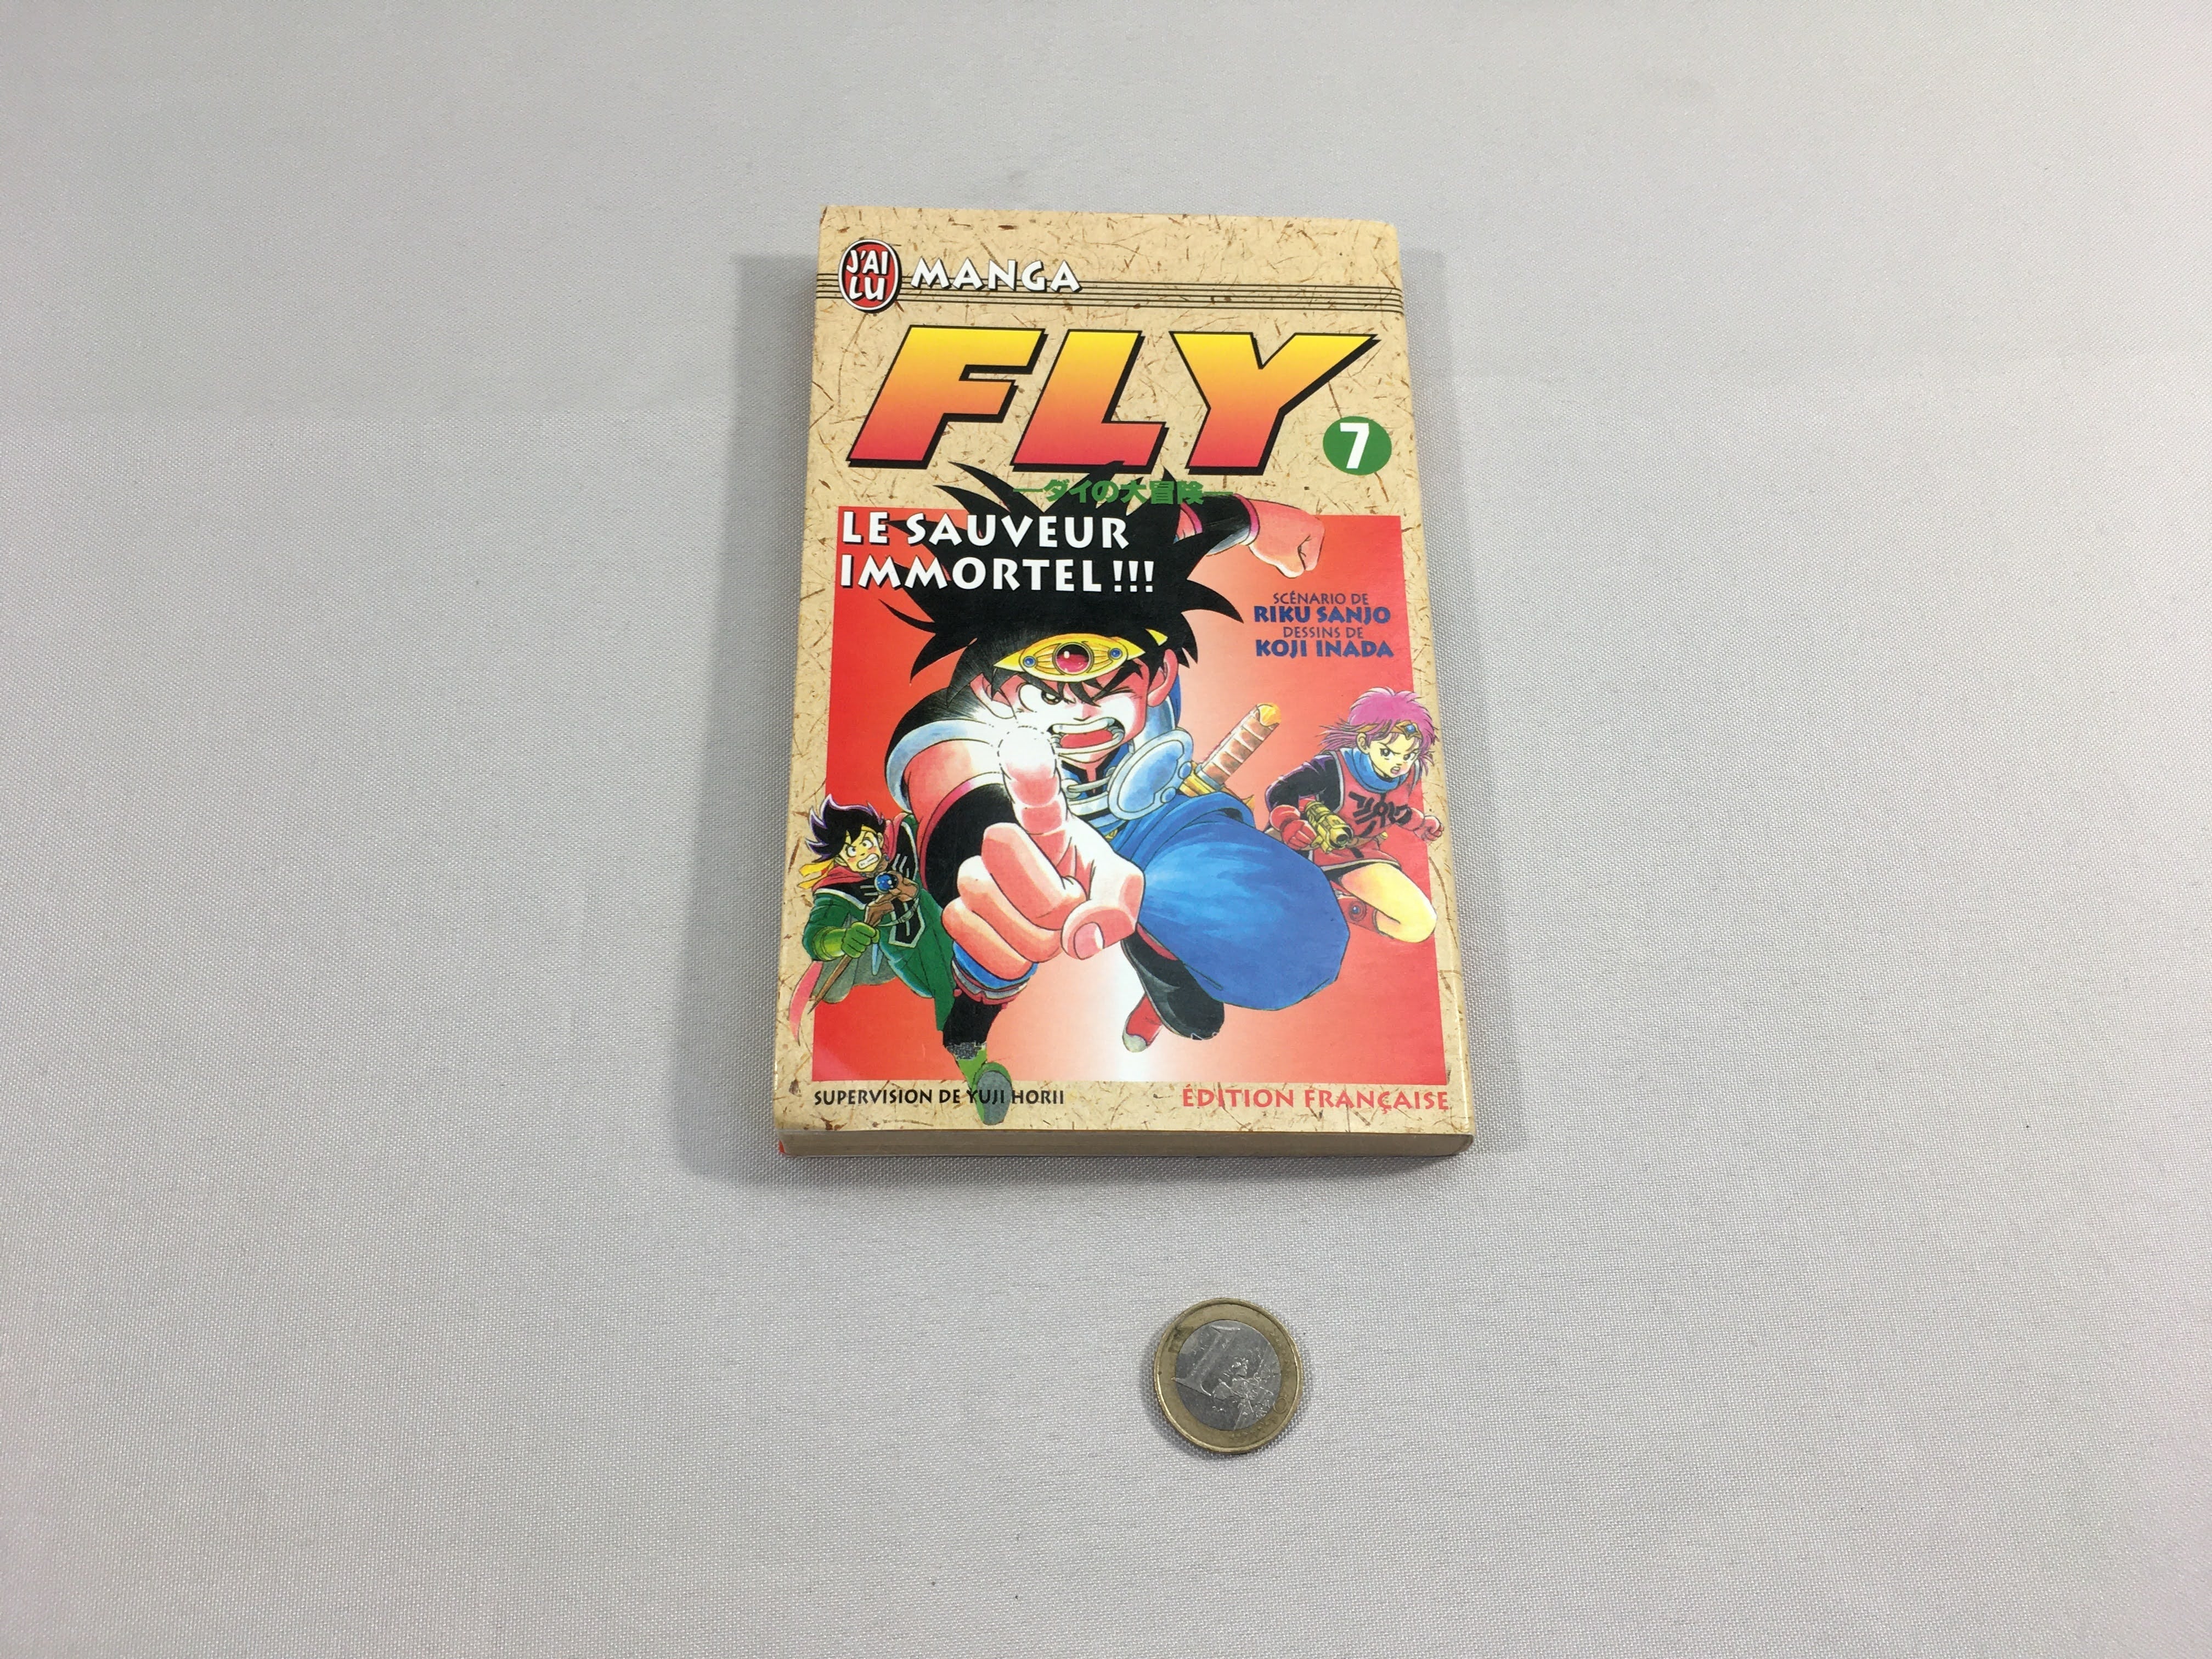 J'AI
LU
MANGA
FLY
7
ダイの大冒険
LE SAUVEUR
IMMORTEL !!!
SCÉNARIO DE
RIKU SANJO
DESSINS DE
KOJI INADA
SUPERVISION DE YUJI HORII
ÉDITION FRANÇAISE
1